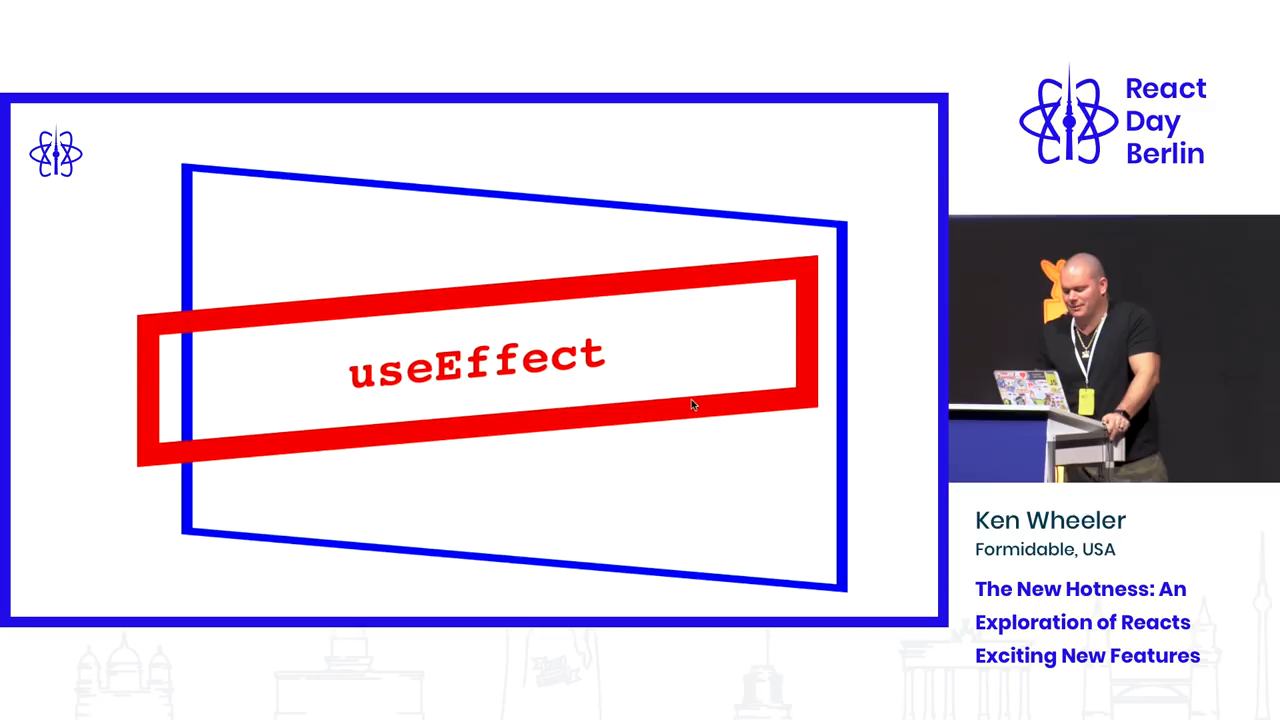 useEffect
React
Day
Berlin
Ken Wheeler
Formidable, USA
The New Hotness: An
Exploration of Reacts
Exciting New Features